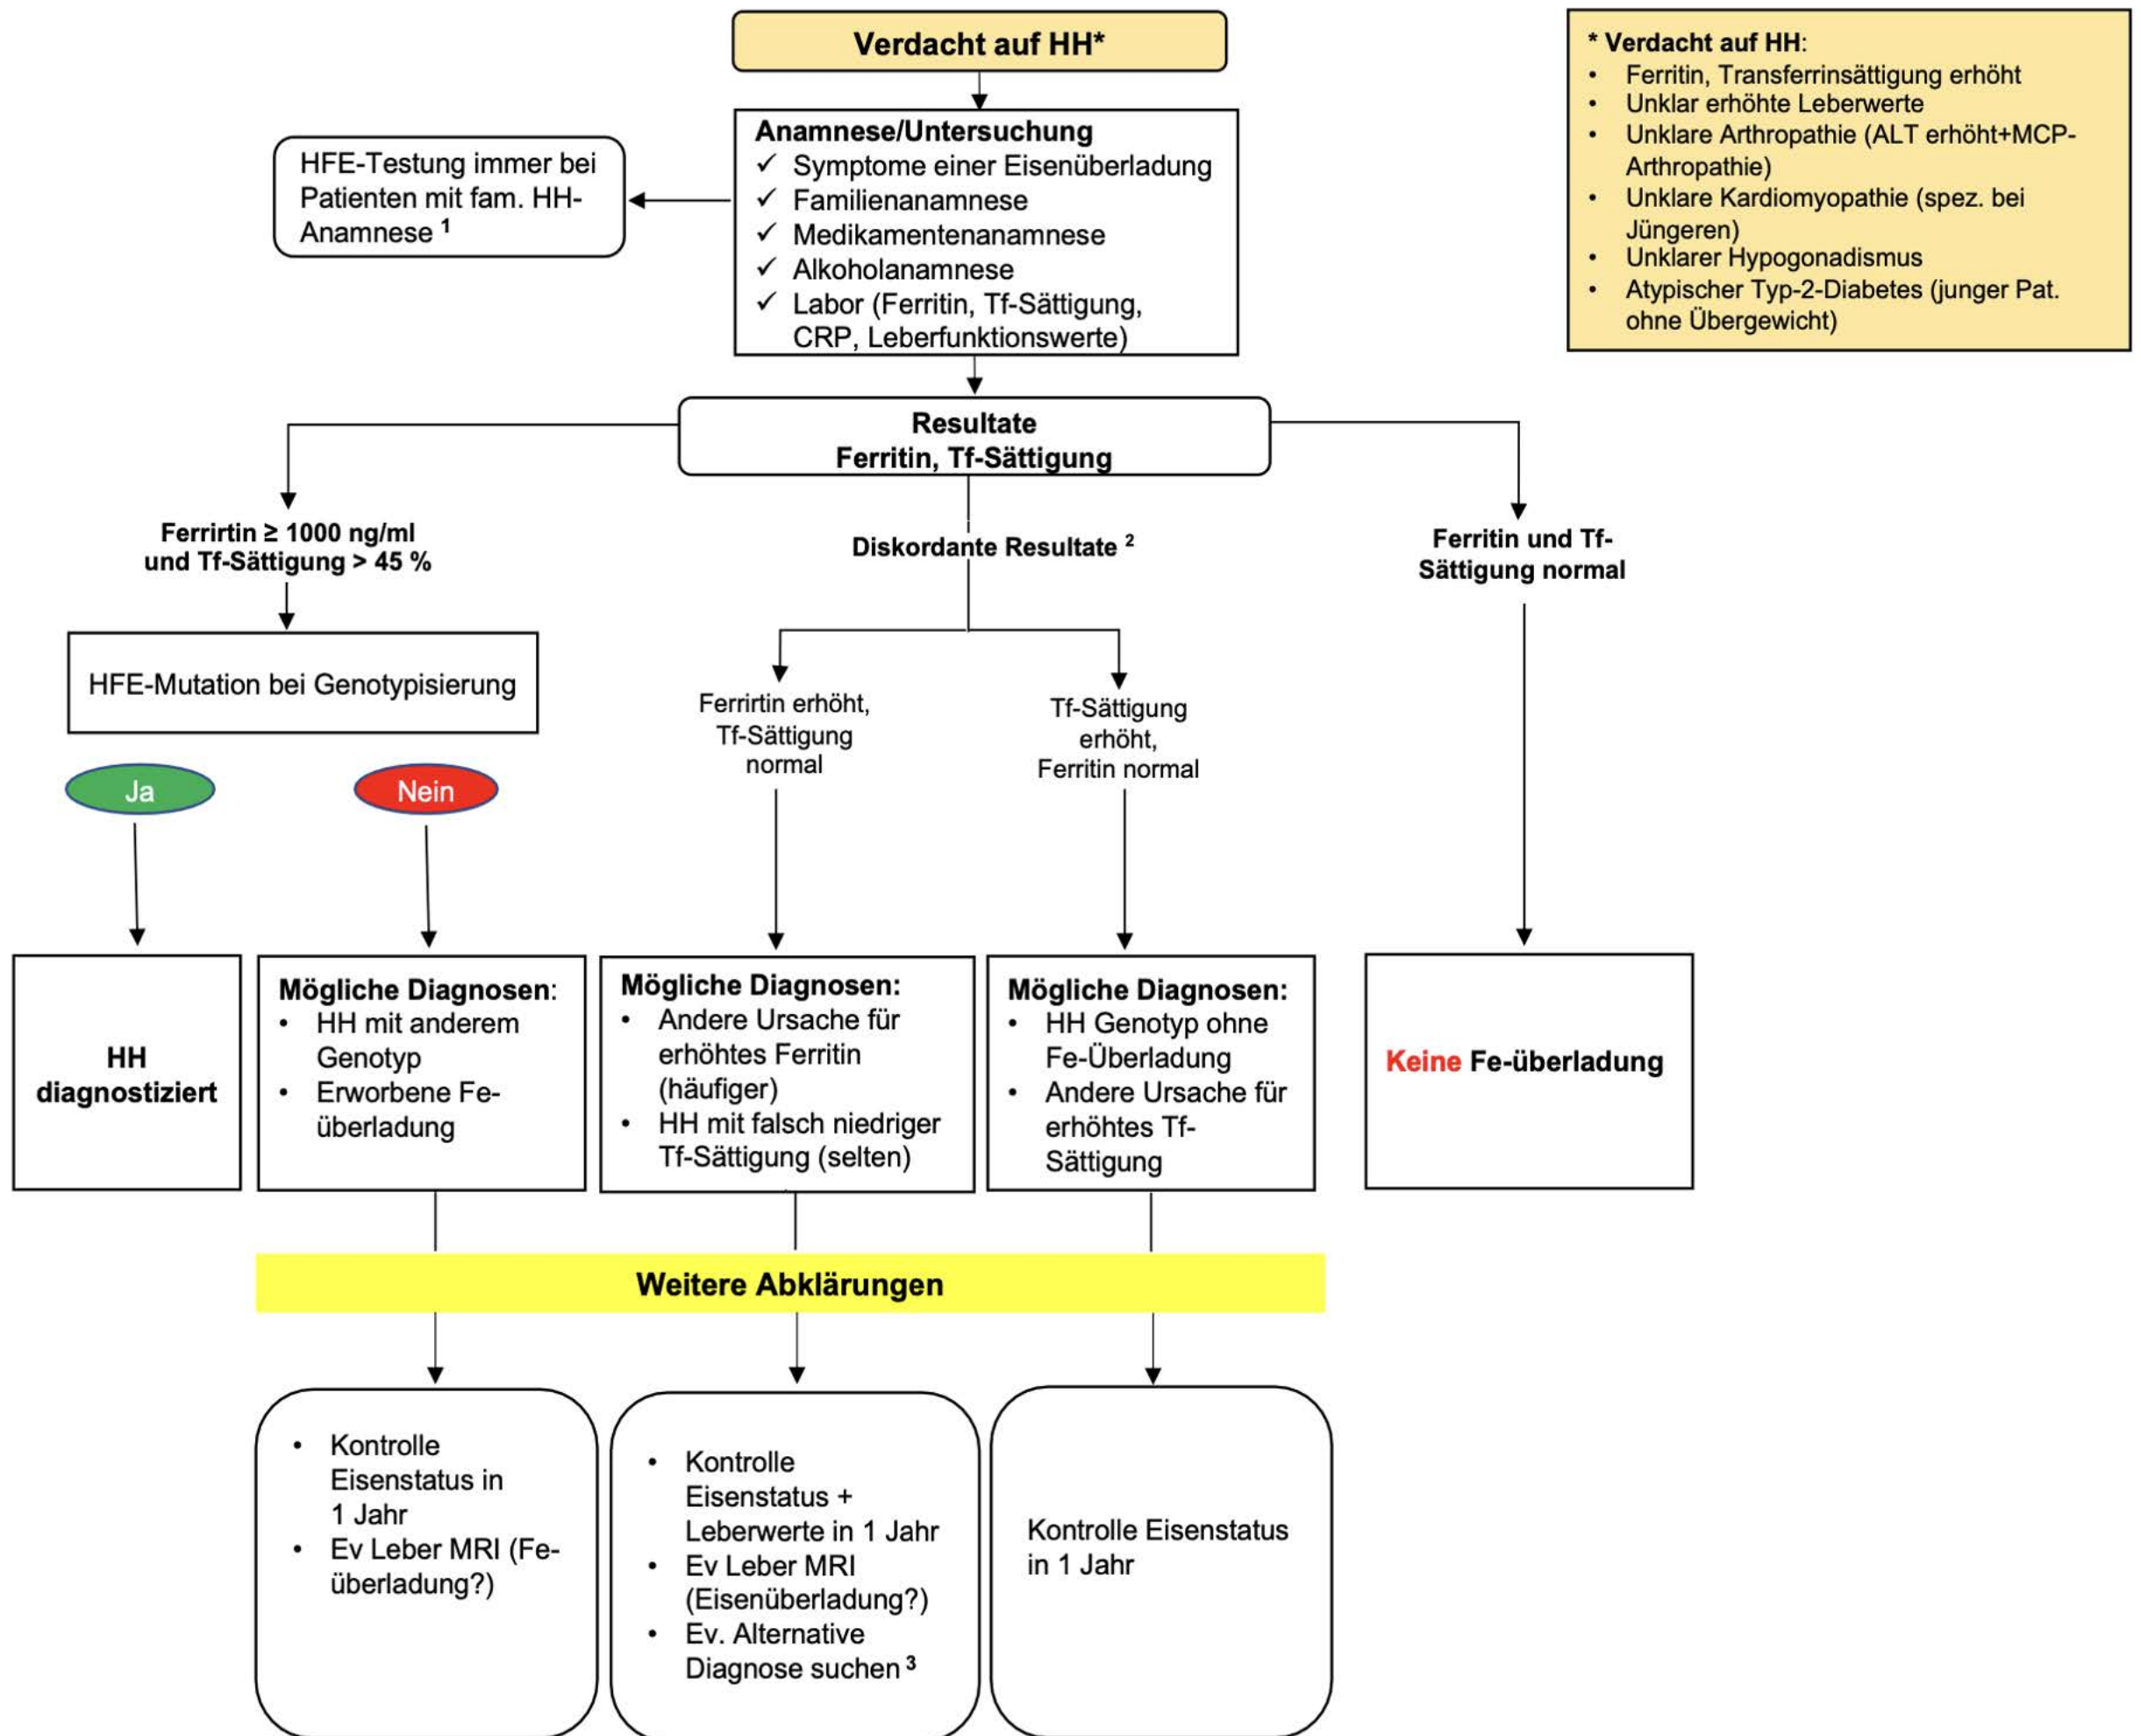 Verdacht auf HH*
* Verdacht auf HH:
• Ferritin, Transferrinsättigung erhöht
• Unklar erhöhte Leberwerte
• Unklare Arthropathie (ALT erhöht+MCP-
Arthropathie)
• Unklare Kardiomyopathie (spez. bei
Jüngeren)
• Unklarer Hypogonadismus
• Atypischer Typ-2-Diabetes (junger Pat.
ohne Übergewicht)
Anamnese/Untersuchung
✓ Symptome einer Eisenüberladung
✓ Familienanamnese
✓ Medikamentenanamnese
✓ Alkoholanamnese
✓ Labor (Ferritin, Tf-Sättigung,
CRP, Leberfunktionswerte)
HFE-Testung immer bei
Patienten mit fam. HH-
Anamnese ¹
Resultate
Ferritin, Tf-Sättigung
Ferrirtin ≥ 1000 ng/ml
und Tf-Sättigung > 45 %
Diskordante Resultate ²
Ferritin und Tf-
Sättigung normal
HFE-Mutation bei Genotypisierung
Ja
Nein
Ferrirtin erhöht,
Tf-Sättigung
normal
Tf-Sättigung
erhöht,
Ferritin normal
HH
diagnostiziert
Mögliche Diagnosen:
• HH mit anderem
Genotyp
• Erworbene Fe-
überladung
Mögliche Diagnosen:
• Andere Ursache für
erhöhtes Ferritin
(häufiger)
• HH mit falsch niedriger
Tf-Sättigung (selten)
Mögliche Diagnosen:
• HH Genotyp ohne
Fe-Überladung
• Andere Ursache für
erhöhtes Tf-
Sättigung
Keine Fe-überladung
Weitere Abklärungen
• Kontrolle
Eisenstatus in
1 Jahr
• Ev Leber MRI (Fe-
überladung?)
• Kontrolle
Eisenstatus +
Leberwerte in 1 Jahr
• Ev Leber MRI
(Eisenüberladung?)
• Ev. Alternative
Diagnose suchen ³
Kontrolle Eisenstatus
in 1 Jahr